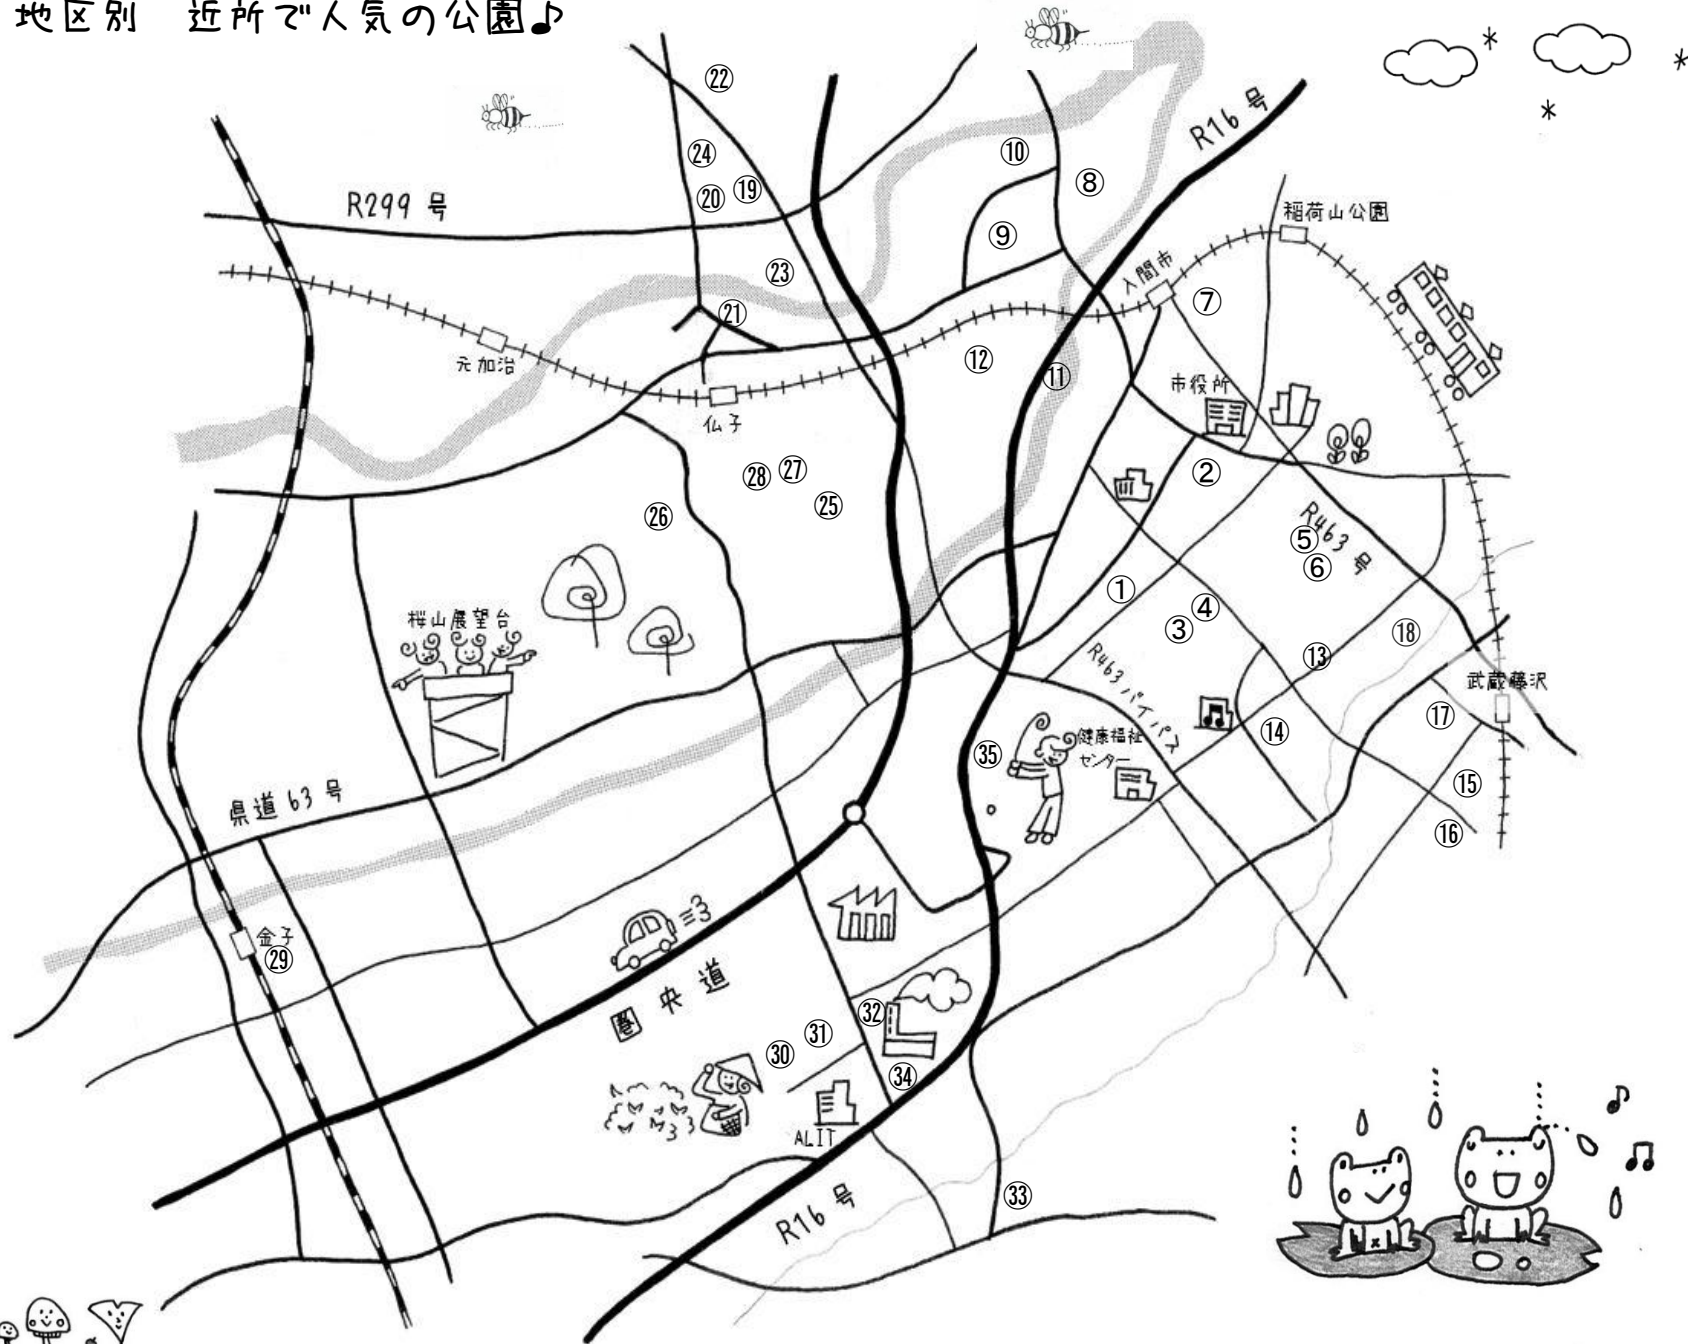 地区別 近所で人気の公園♪
㉒
R16号
⑩
㉔
⑧
⑳
⑲
R299号
稲荷山公園
⑨
㉓
入間市
⑦
㉑
元加治
⑫
⑪
市役所
仙子
㉘
㉗
②
㉕
㉖
R463号
⑤
⑥
①
④
桜山展望台
③
⑱
R463バイパス
⑬
武蔵藤沢
⑰
⑭
健康福祉
センター
㉟
⑮
県道63号
⑯
金子
㉙
央道
㉜
㉛
㉚
㉞
ALIT
R16号
㉝